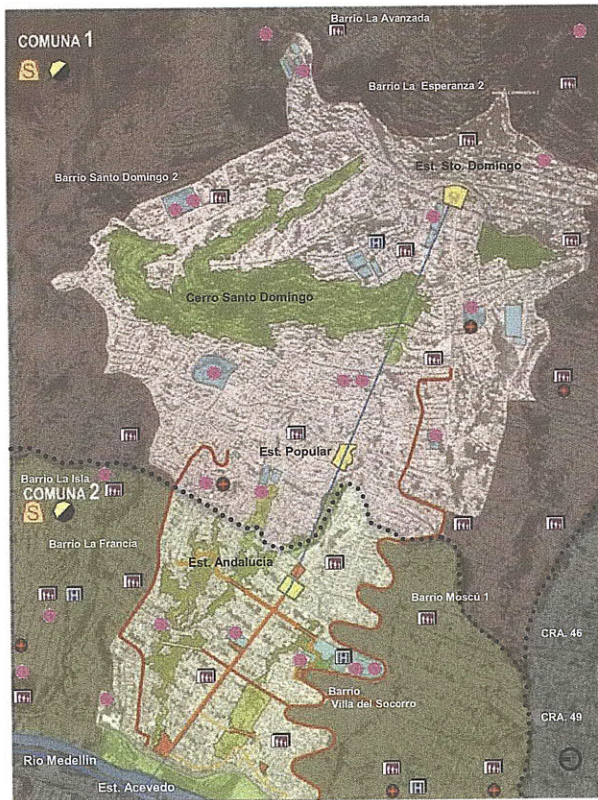 Barrio La Avanzada
COMUNA 1
S
Barrio La Esperanza 2
Est. Sto. Domingo
Barrio Santo Domingo 2
H
Cerro Santo Domingo
Est. Popular
Barrio La Isla
COMUNA 2
S
Barrio La Francia
Est. Andalucía
H
Barrio Moscú 1
CRA. 46
H
Barrio
Villa del Socorro
CRA. 49
Rio Medellin
Est. Acevedo
H